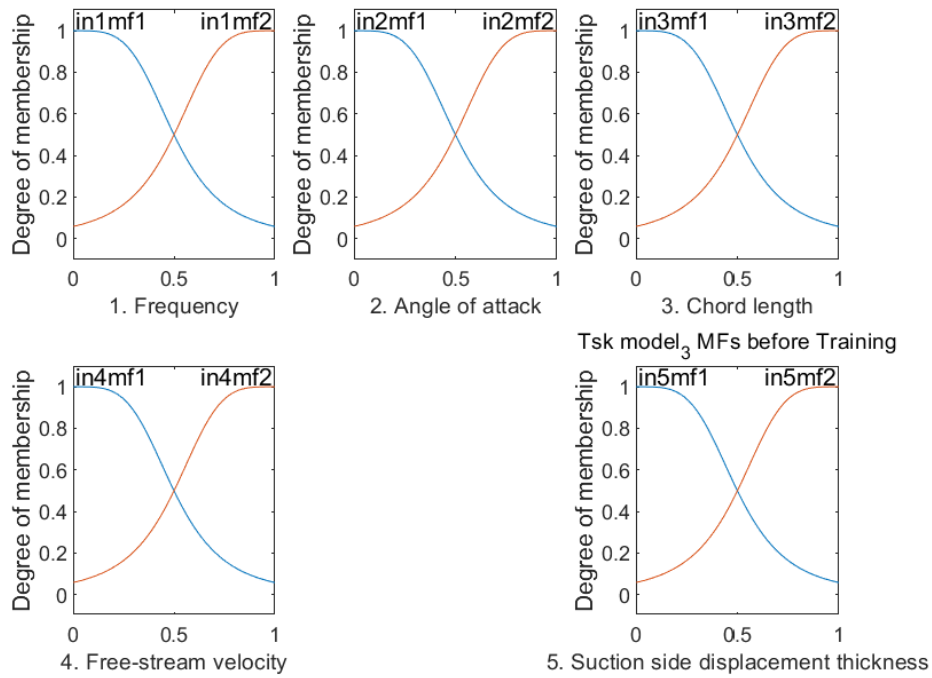 in1mf1 in1mf2
1
0.8
0.6
0.4
0.2
0
Degree of membership
0 0.5 1
1. Frequency
in2mf1 in2mf2
1
0.8
0.6
0.4
0.2
0
Degree of membership
0 0.5 1
2. Angle of attack
in3mf1 in3mf2
1
0.8
0.6
0.4
0.2
0
Degree of membership
0 0.5 1
3. Chord length
in4mf1 in4mf2
1
0.8
0.6
0.4
0.2
0
Degree of membership
0 0.5 1
4. Free-stream velocity
Tsk model3 MFs before Training
in5mf1 in5mf2
1
0.8
0.6
0.4
0.2
0
Degree of membership
0 0.5 1
5. Suction side displacement thickness